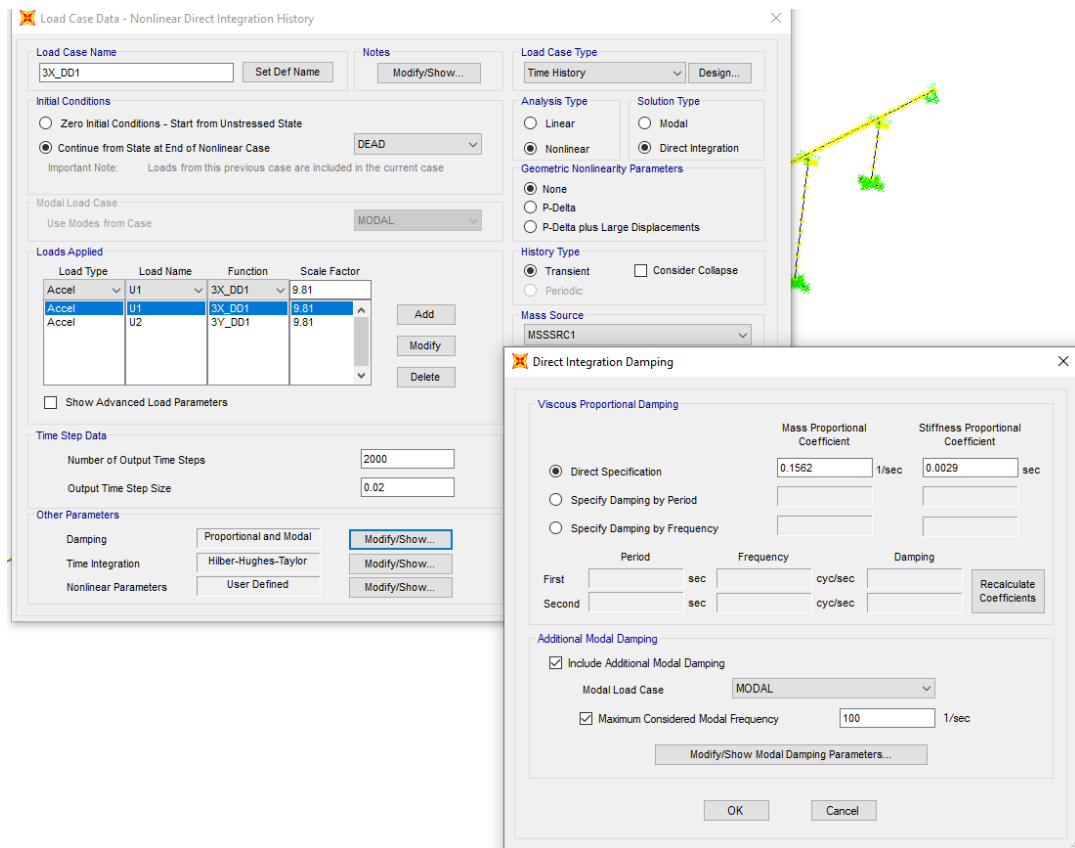 Load Case Data - Nonlinear Direct Integration History
Load Case Name
3X_DD1
Set Def Name
Notes
Modify/Show...
Load Case Type
Time History
Design...
Initial Conditions
Zero Initial Conditions - Start from Unstressed State
Continue from State at End of Nonlinear Case
DEAD
Important Note: Loads from this previous case are included in the current case
Analysis Type
Linear
Nonlinear
Solution Type
Modal
Direct Integration
Geometric Nonlinearity Parameters
None
P-Delta
P-Delta plus Large Displacements
Modal Load Case
Use Modes from Case
MODAL
Loads Applied
Load Type Load Name Function Scale Factor
Accel U1 3X_DD1 9.81
Accel U1 3X_DD1 9.81
Accel U2 3Y_DD1 9.81
Add
Modify
Delete
Show Advanced Load Parameters
History Type
Transient
Consider Collapse
Periodic
Mass Source
MSSSRC1
Time Step Data
Number of Output Time Steps 2000
Output Time Step Size 0.02
Other Parameters
Damping Proportional and Modal Modify/Show...
Time Integration Hilber-Hughes-Taylor Modify/Show...
Nonlinear Parameters User Defined Modify/Show...
Direct Integration Damping
Viscous Proportional Damping
Mass Proportional
Coefficient
Stiffness Proportional
Coefficient
Direct Specification 0.1562 1/sec 0.0029 sec
Specify Damping by Period
Specify Damping by Frequency
Period Frequency Damping
First sec cyc/sec
Second sec cyc/sec
Recalculate
Coefficients
Additional Modal Damping
Include Additional Modal Damping
Modal Load Case MODAL
Maximum Considered Modal Frequency 100 1/sec
Modify/Show Modal Damping Parameters...
OK Cancel